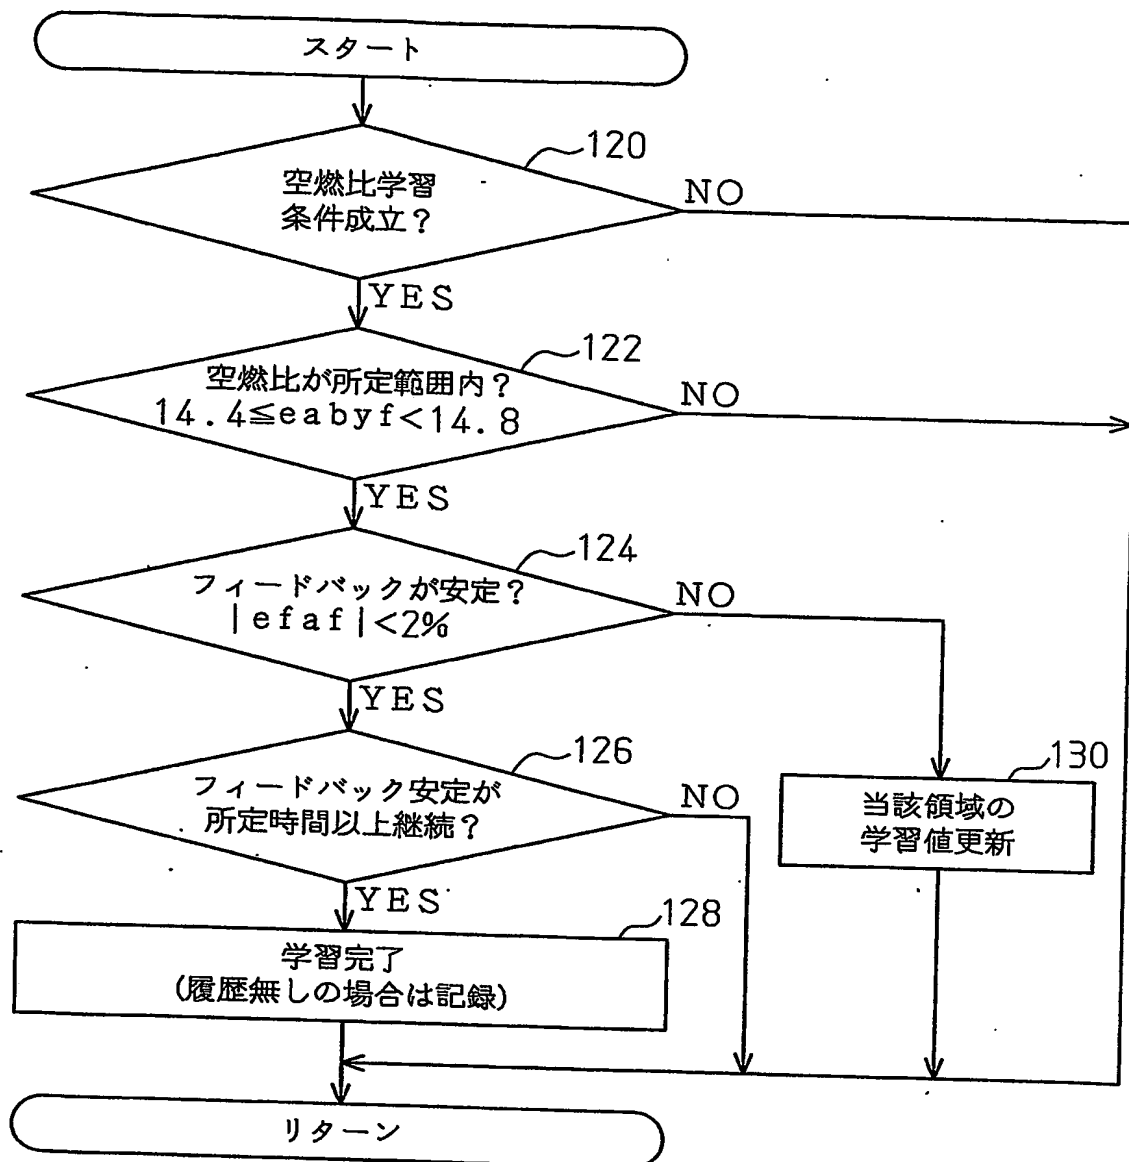 スタート
120
空燃比学習
条件成立?
NO
YES
122
空燃比が所定範囲内?
14.4≦eabyf<14.8
NO
YES
124
フィードバックが安定?
|efaf|<2%
NO
YES
126
フィードバック安定が
所定時間以上継続?
NO
130
当該領域の
学習値更新
YES
128
学習完了
(履歴無しの場合は記録)
リターン